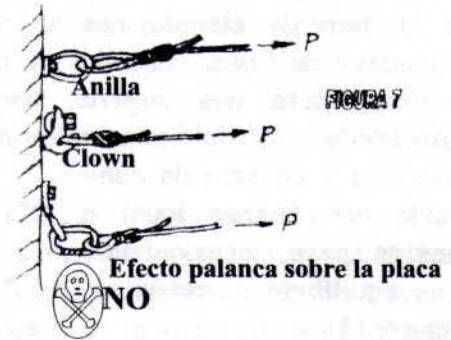 P
Anilla
FIGURA 7
P
Clown
P
Efecto palanca sobre la placa
NO